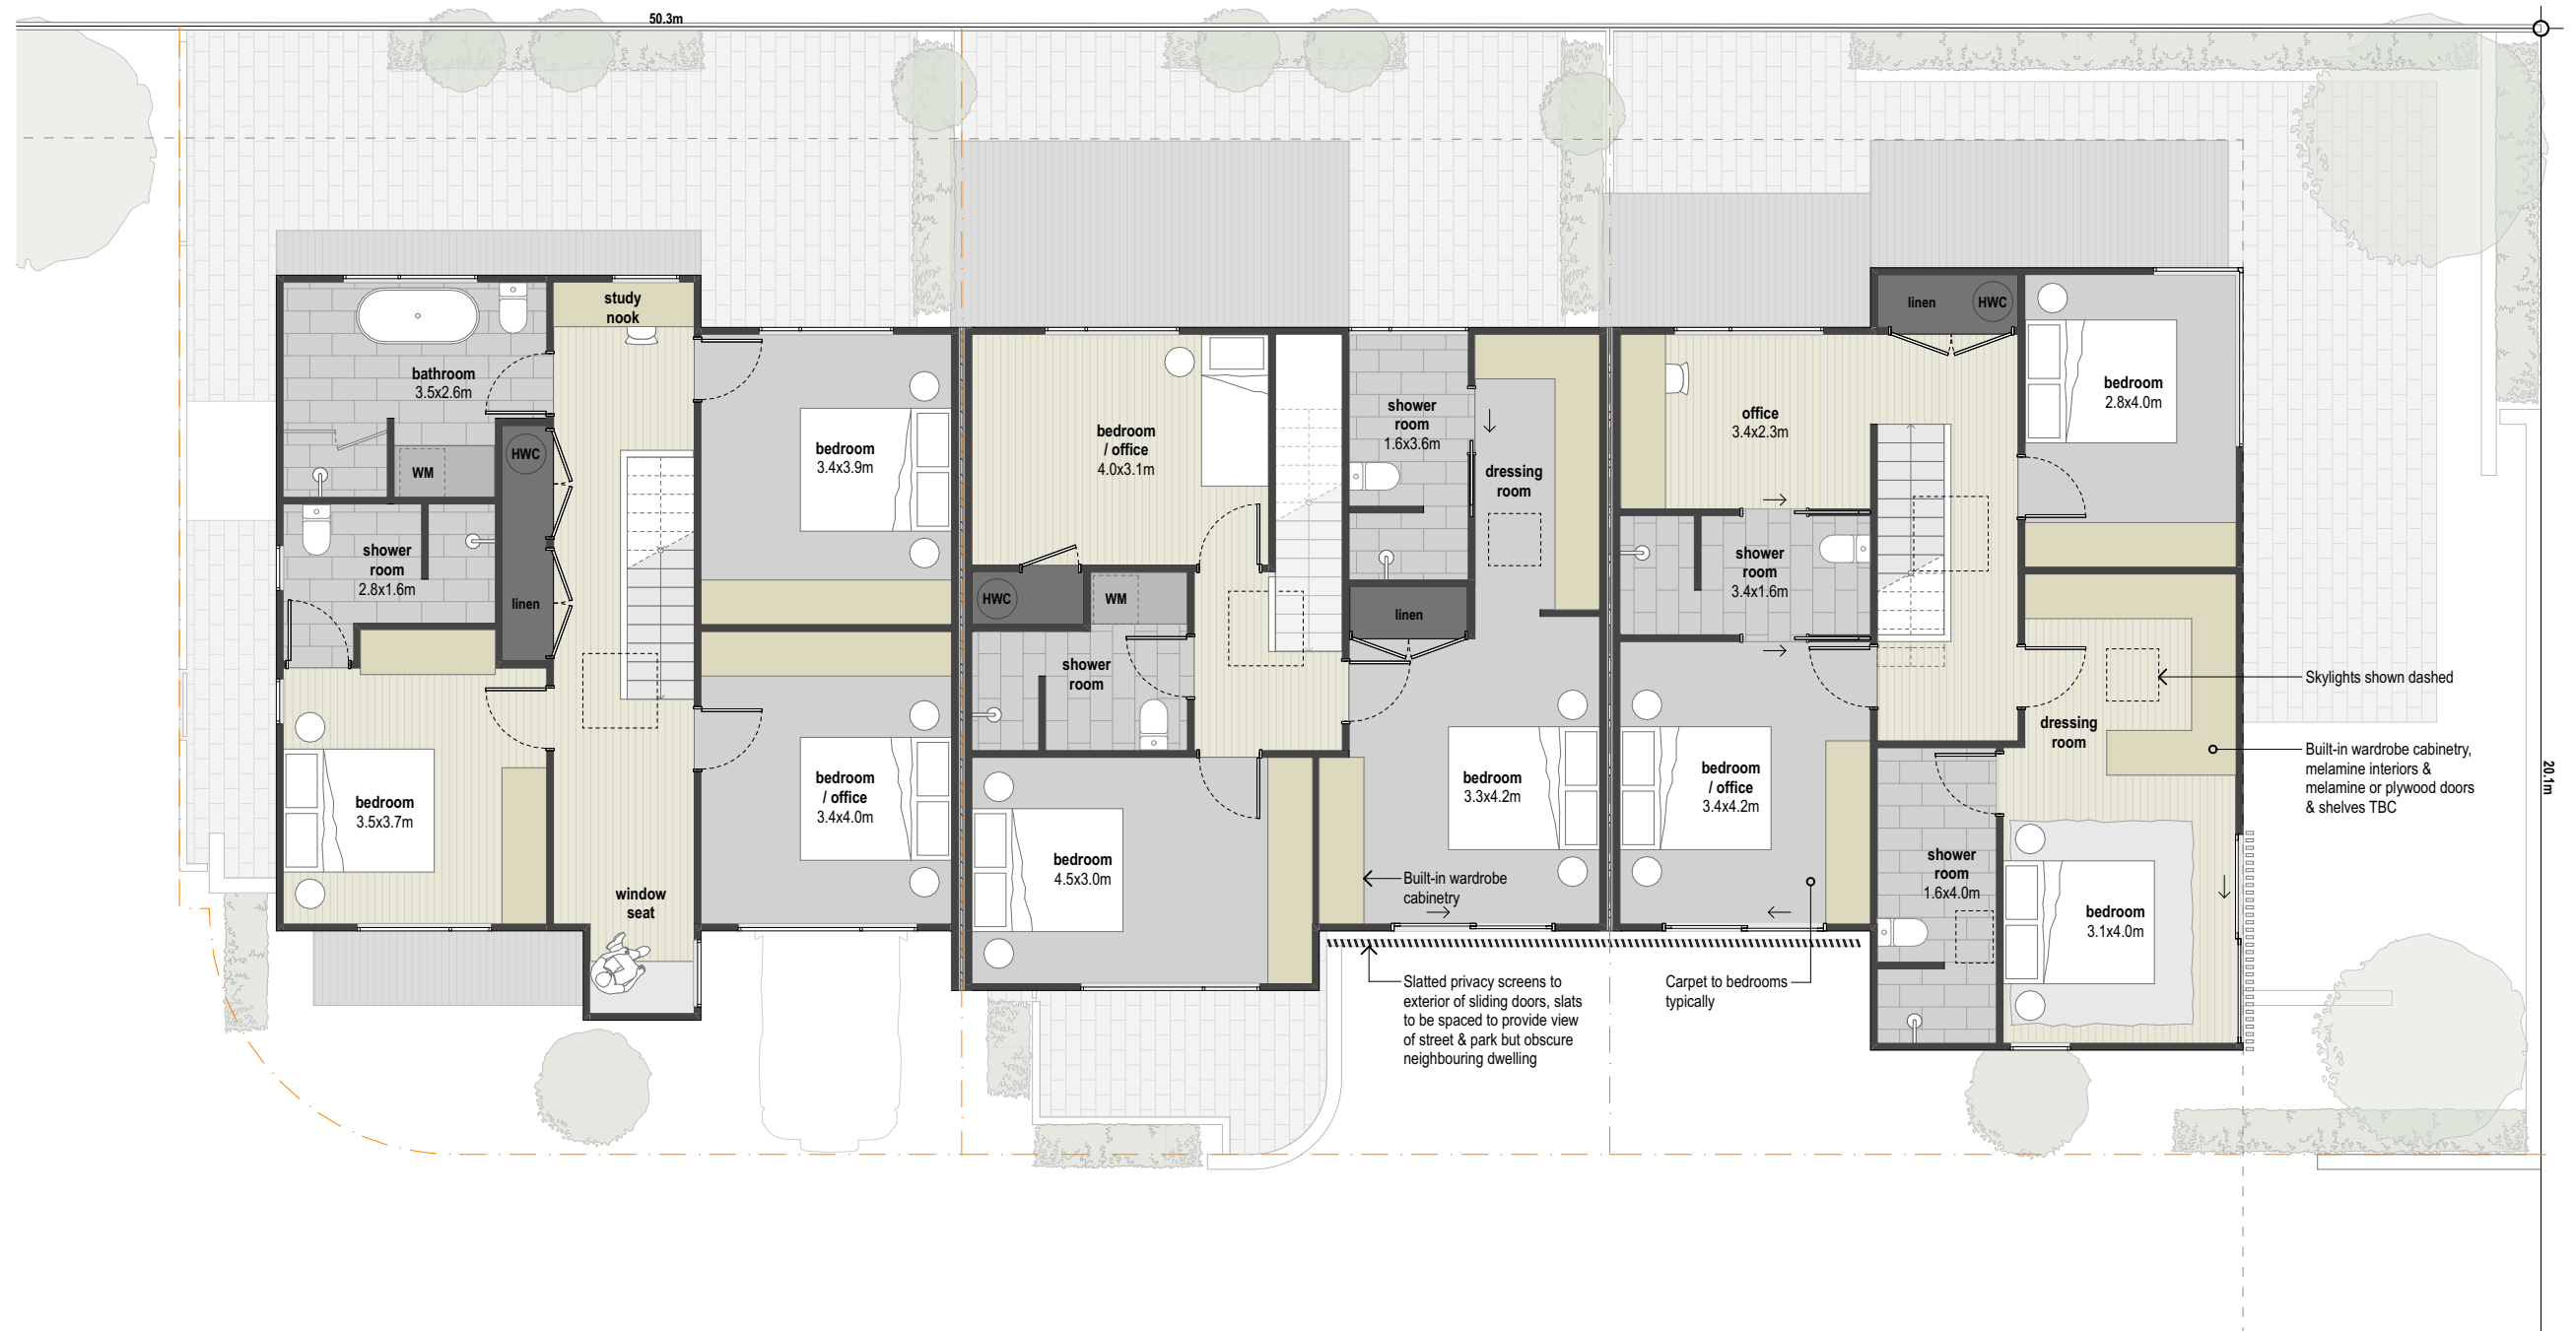 50.3m
study
nook
bathroom
3.5x2.6m
HWC
WM
shower
room
2.8x1.6m
linen
bedroom
3.5x3.7m
window
seat
bedroom
3.4x3.9m
bedroom
/ office
3.4x4.0m
bedroom
/ office
4.0x3.1m
HWC
WM
shower
room
bedroom
4.5x3.0m
shower
room
1.6x3.6m
dressing
room
linen
bedroom
3.3x4.2m
Built-in wardrobe
cabinetry
Slatted privacy screens to
exterior of sliding doors, slats
to be spaced to provide view
of street & park but obscure
neighbouring dwelling
office
3.4x2.3m
shower
room
3.4x1.6m
bedroom
/ office
3.4x4.2m
Carpet to bedrooms
typically
linen
HWC
bedroom
2.8x4.0m
dressing
room
shower
room
1.6x4.0m
bedroom
3.1x4.0m
Skylights shown dashed
Built-in wardrobe cabinetry,
melamine interiors &
melamine or plywood doors
& shelves TBC
20.1m